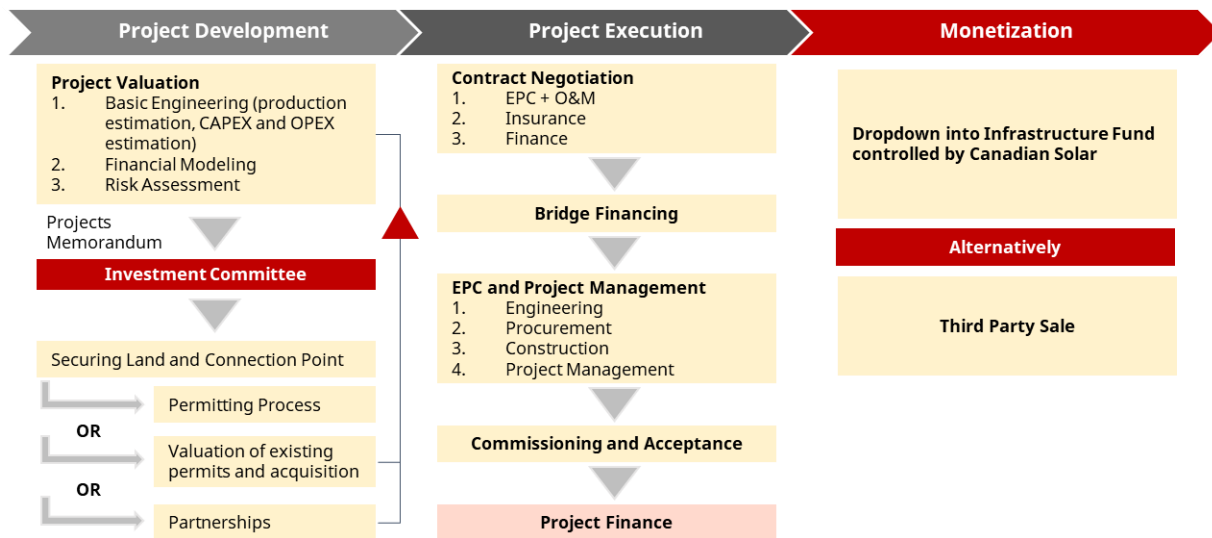 Project Development
Project Execution
Monetization
Project Valuation
1. Basic Engineering (production
estimation, CAPEX and OPEX
estimation)
2. Financial Modeling
3. Risk Assessment
Projects
Memorandum
Investment Committee
Securing Land and Connection Point
Permitting Process
OR
Valuation of existing
permits and acquisition
OR
Partnerships
Contract Negotiation
1. EPC + O&M
2. Insurance
3. Finance
Bridge Financing
EPC and Project Management
1. Engineering
2. Procurement
3. Construction
4. Project Management
Commissioning and Acceptance
Project Finance
Dropdown into Infrastructure Fund
controlled by Canadian Solar
Alternatively
Third Party Sale